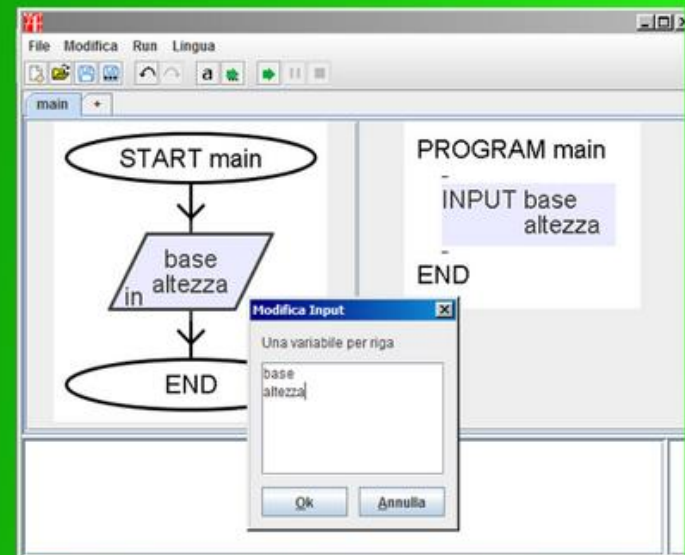 File Modifica Run Lingua
a
main +
START main
base
altezza
in
END
PROGRAM main
INPUT base
altezza
END
Modifica Input
Una variabile per riga
base
altezza
Ok Annulla